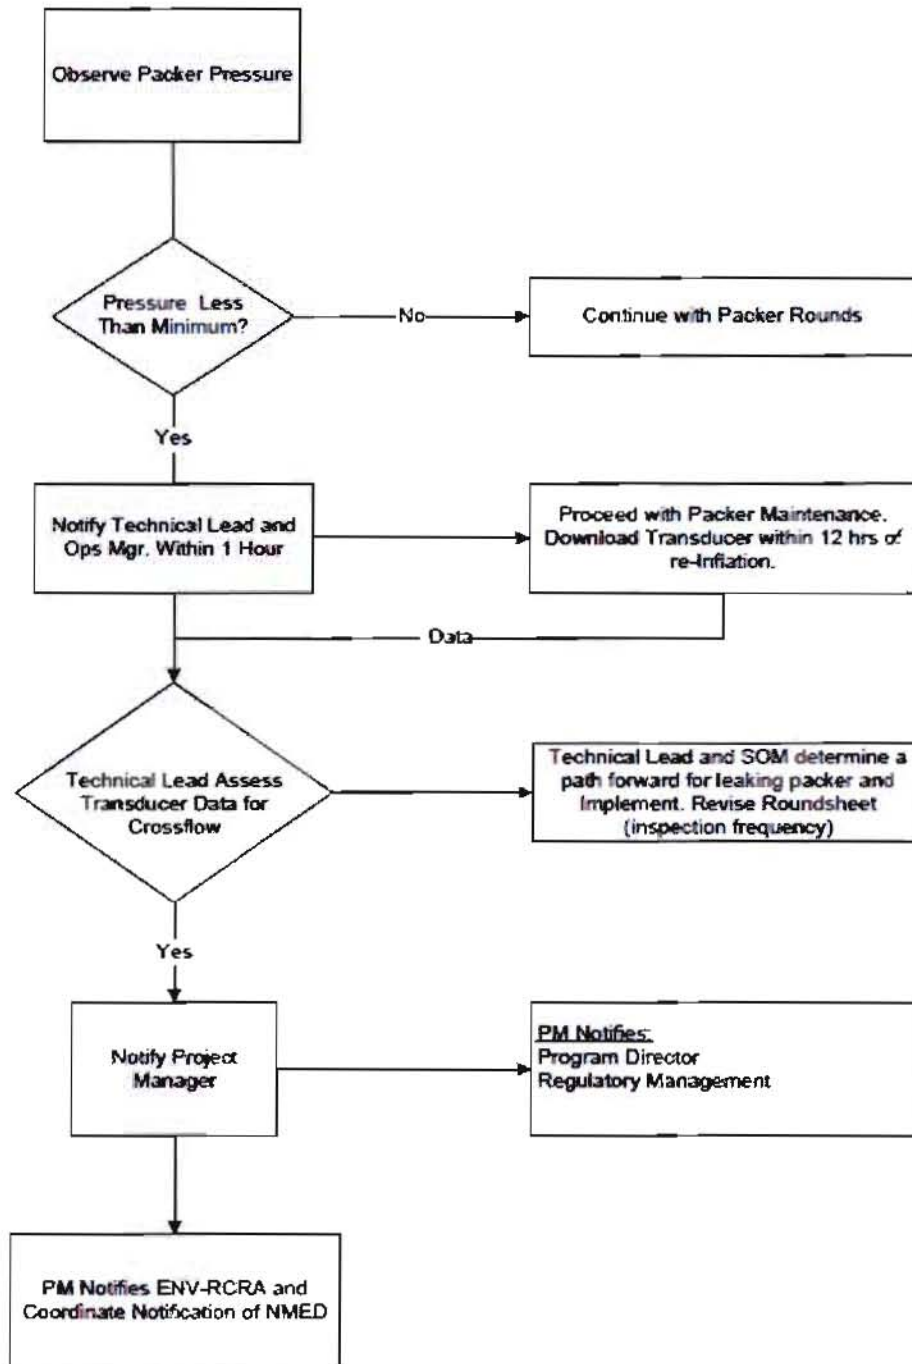 Observe Packer Pressure
Pressure Less
Than Minimum?
No
Continue with Packer Rounds
Yes
Notify Technical Lead and
Ops Mgr. Within 1 Hour
Proceed with Packer Maintenance.
Download Transducer within 12 hrs of
re-Inflation.
Data
Technical Lead Assess
Transducer Data for
Crossflow
Technical Lead and SOM determine a
path forward for leaking packer and
Implement. Revise Roundsheet
(inspection frequency)
Yes
Notify Project
Manager
PM Notifies:
Program Director
Regulatory Management
PM Notifies ENV-RCRA and
Coordinate Notification of NMED